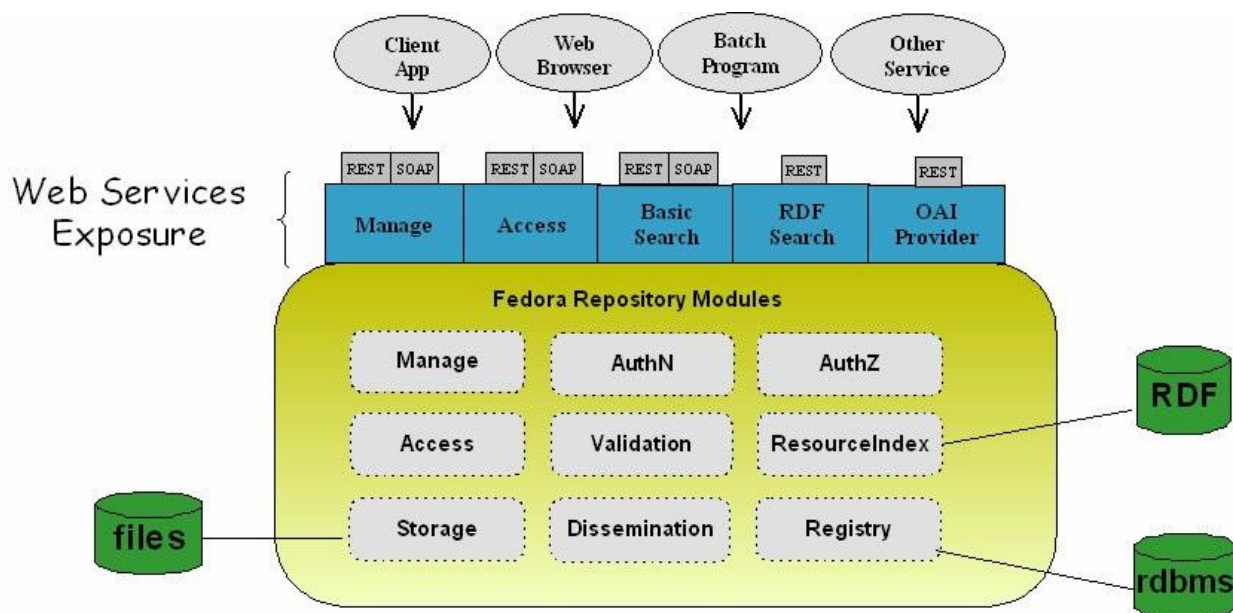 Client
App
Web
Browser
Batch
Program
Other
Service
REST SOAP REST SOAP REST SOAP REST REST
Web Services
Exposure
Manage
Access
Basic
Search
RDF
Search
OAI
Provider
Fedora Repository Modules
Manage AuthN AuthZ
RDF
Access Validation ResourceIndex
files
Storage Dissemination Registry
rdbms